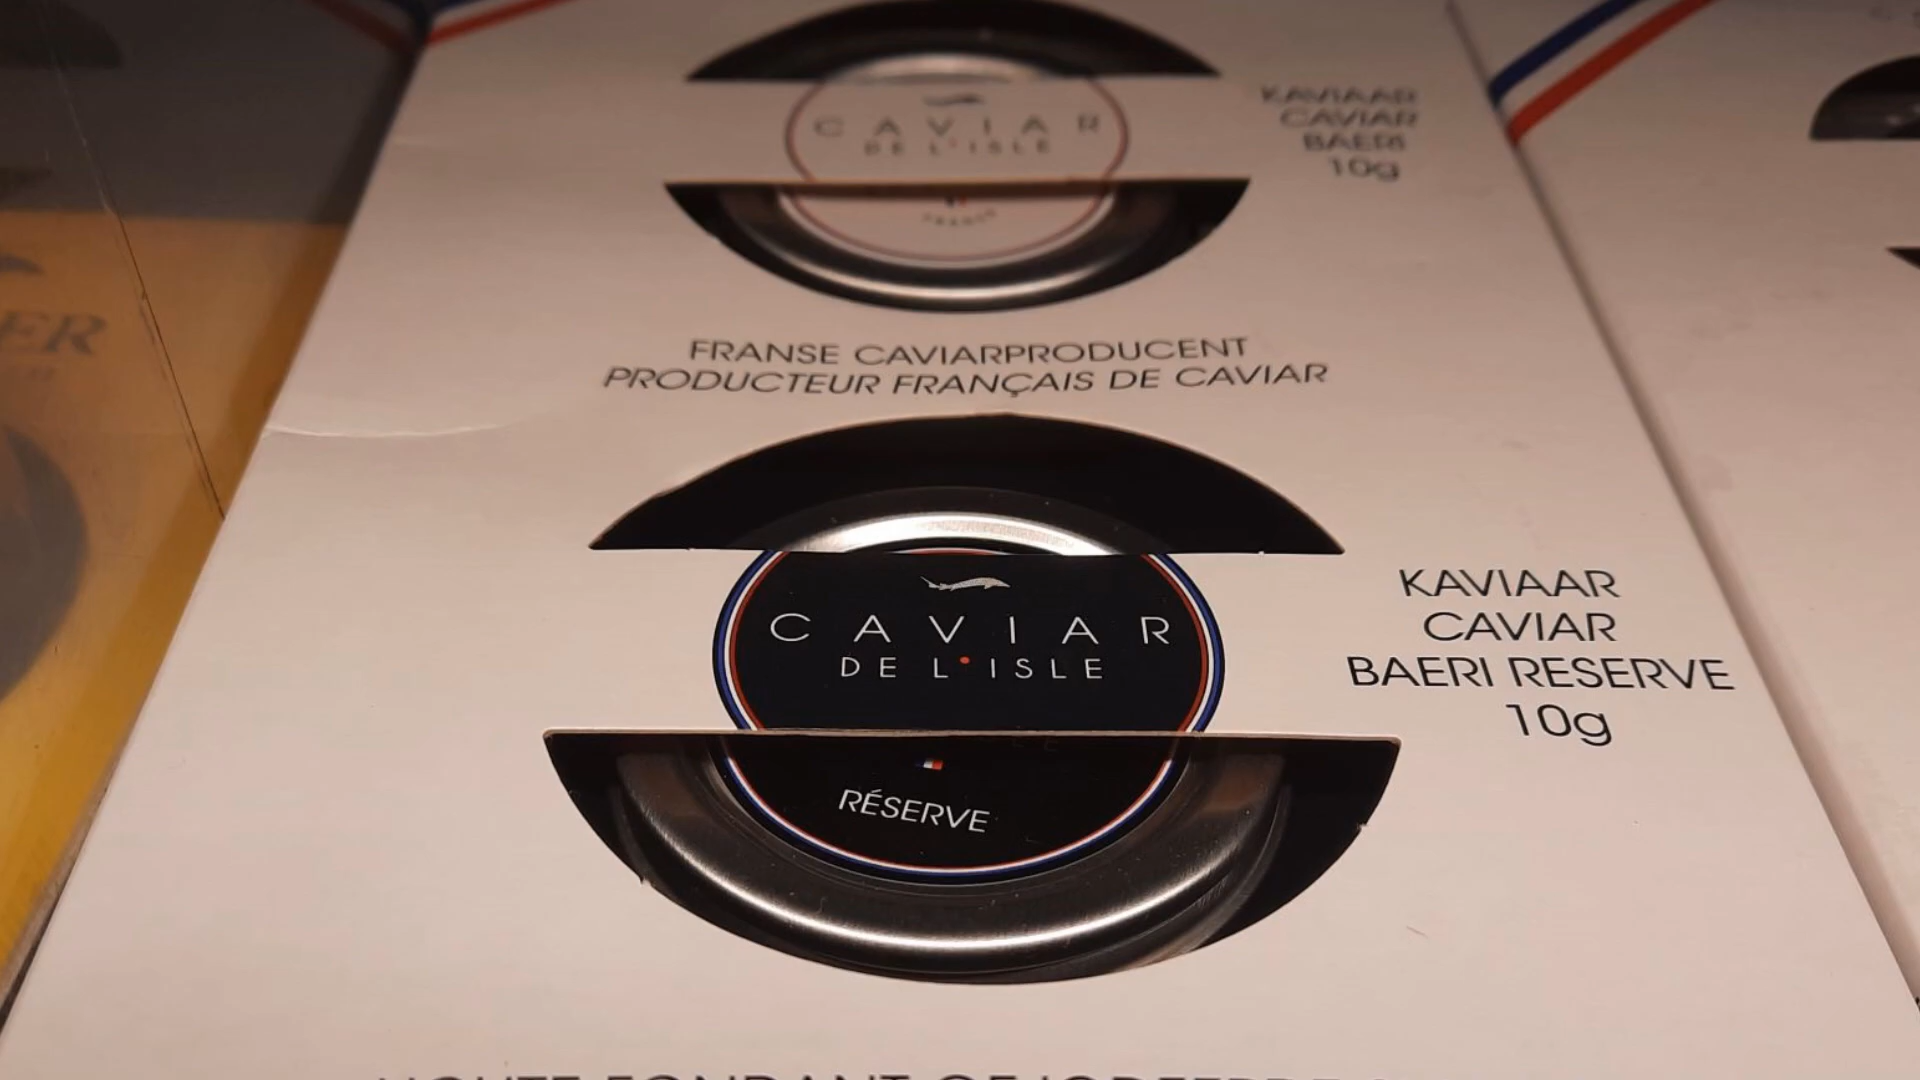 CAVIAR
DE L'ISLE
FRANCE
KAVIAAR
CAVIAR
BAERI
10g
FRANSE CAVIARPRODUCENT
PRODUCTEUR FRANÇAIS DE CAVIAR
CAVIAR
DE L'ISLE
RÉSERVE
KAVIAAR
CAVIAR
BAERI RESERVE
10g